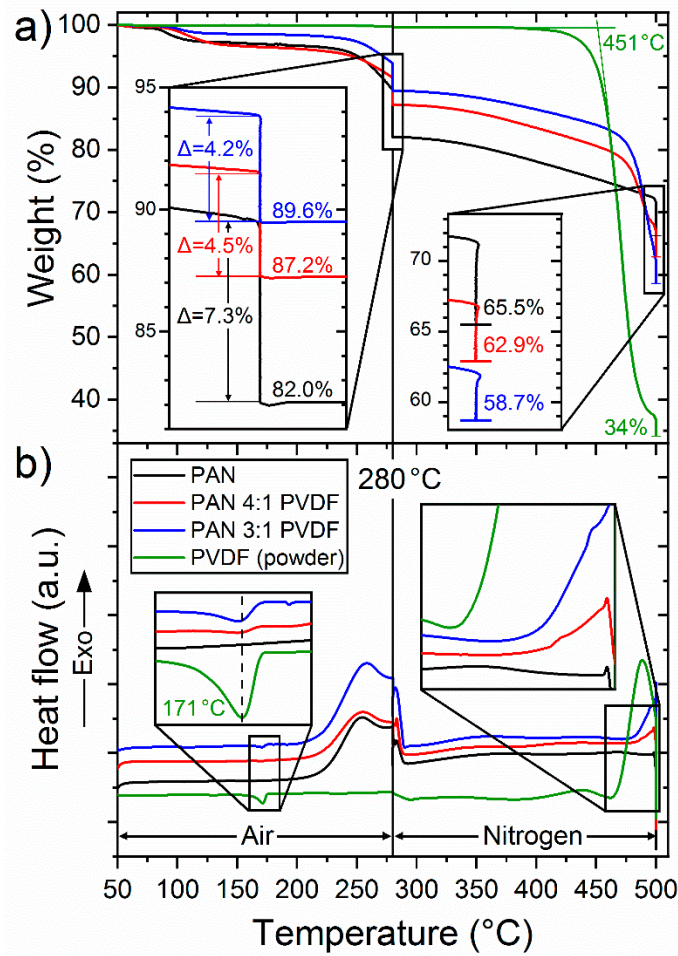 a)
100
90
80
70
60
50
40
Weight (%)
451°C
95
90
85
Δ=4.2%
Δ=4.5%
Δ=7.3%
89.6%
87.2%
82.0%
70
65
60
65.5%
62.9%
58.7%
34%
b)
PAN
PAN 4:1 PVDF
PAN 3:1 PVDF
PVDF (powder)
280°C
Heat flow (a.u.)
Exo
171°C
Air
Nitrogen
50 100 150 200 250 300 350 400 450 500
Temperature (°C)